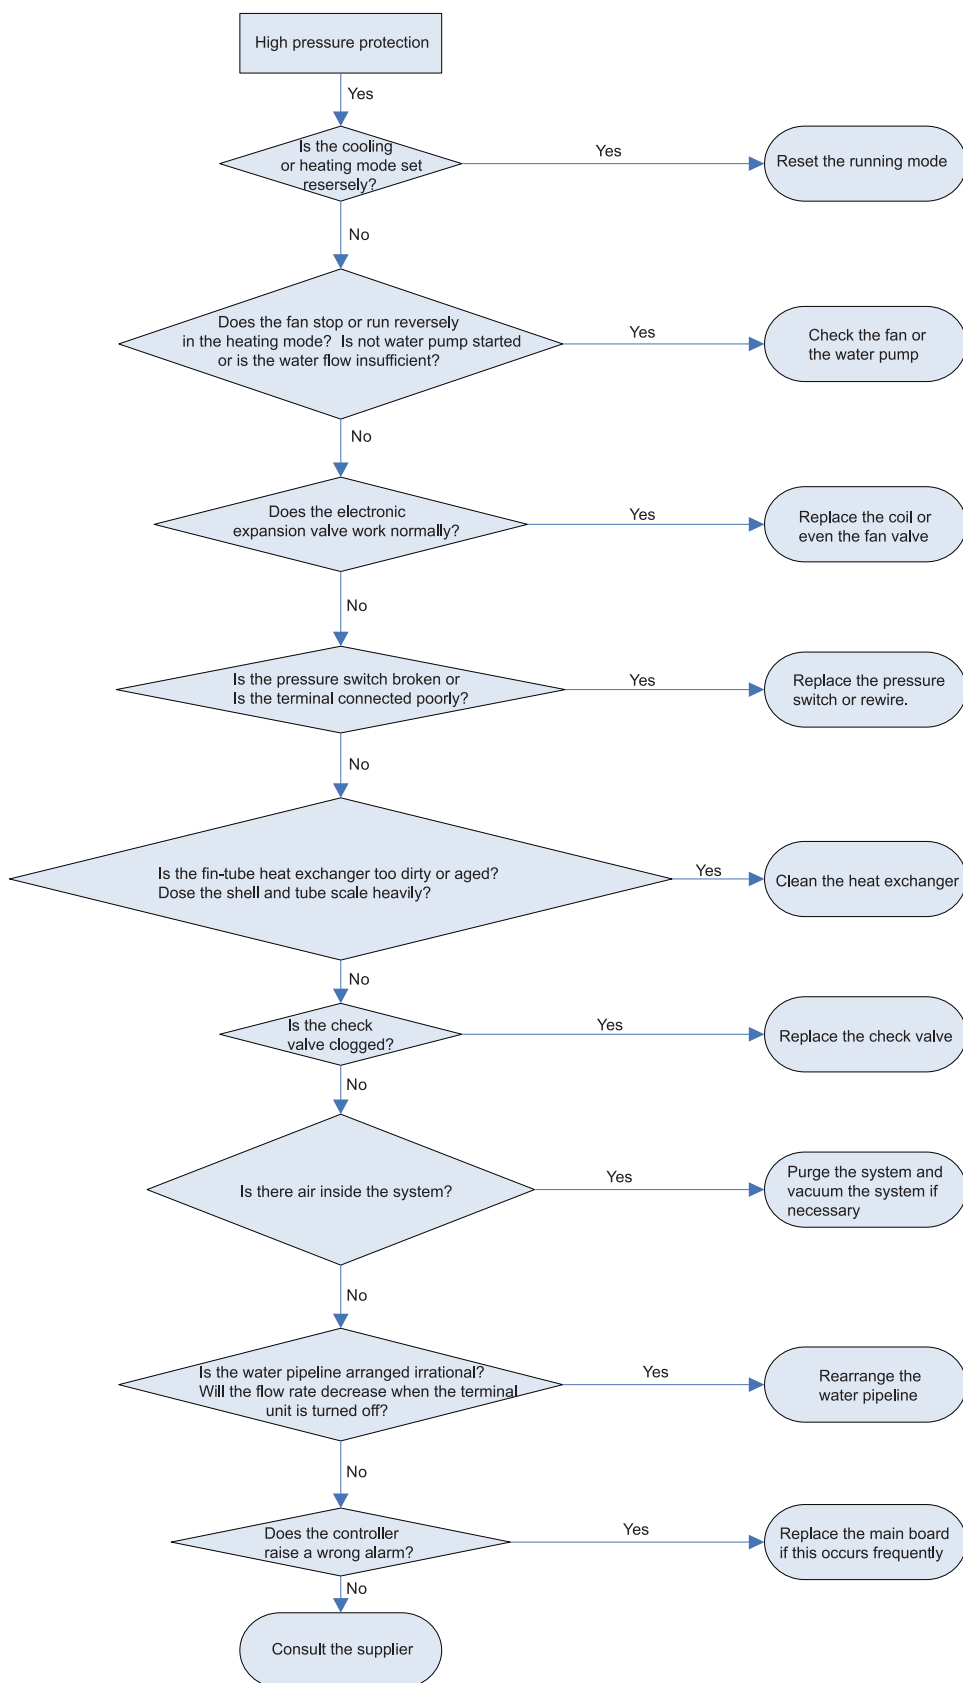 High pressure protection
Yes
Is the cooling
or heating mode set
resersely?
Yes
Reset the running mode
No
Does the fan stop or run reversely
in the heating mode? Is not water pump started
or is the water flow insufficient?
Yes
Check the fan or
the water pump
No
Does the electronic
expansion valve work normally?
Yes
Replace the coil or
even the fan valve
No
Is the pressure switch broken or
Is the terminal connected poorly?
Yes
Replace the pressure
switch or rewire.
No
Is the fin-tube heat exchanger too dirty or aged?
Dose the shell and tube scale heavily?
Yes
Clean the heat exchanger
No
Is the check
valve clogged?
Yes
Replace the check valve
No
Is there air inside the system?
Yes
Purge the system and
vacuum the system if
necessary
No
Is the water pipeline arranged irrational?
Will the flow rate decrease when the terminal
unit is turned off?
Yes
Rearrange the
water pipeline
No
Does the controller
raise a wrong alarm?
Yes
Replace the main board
if this occurs frequently
No
Consult the supplier